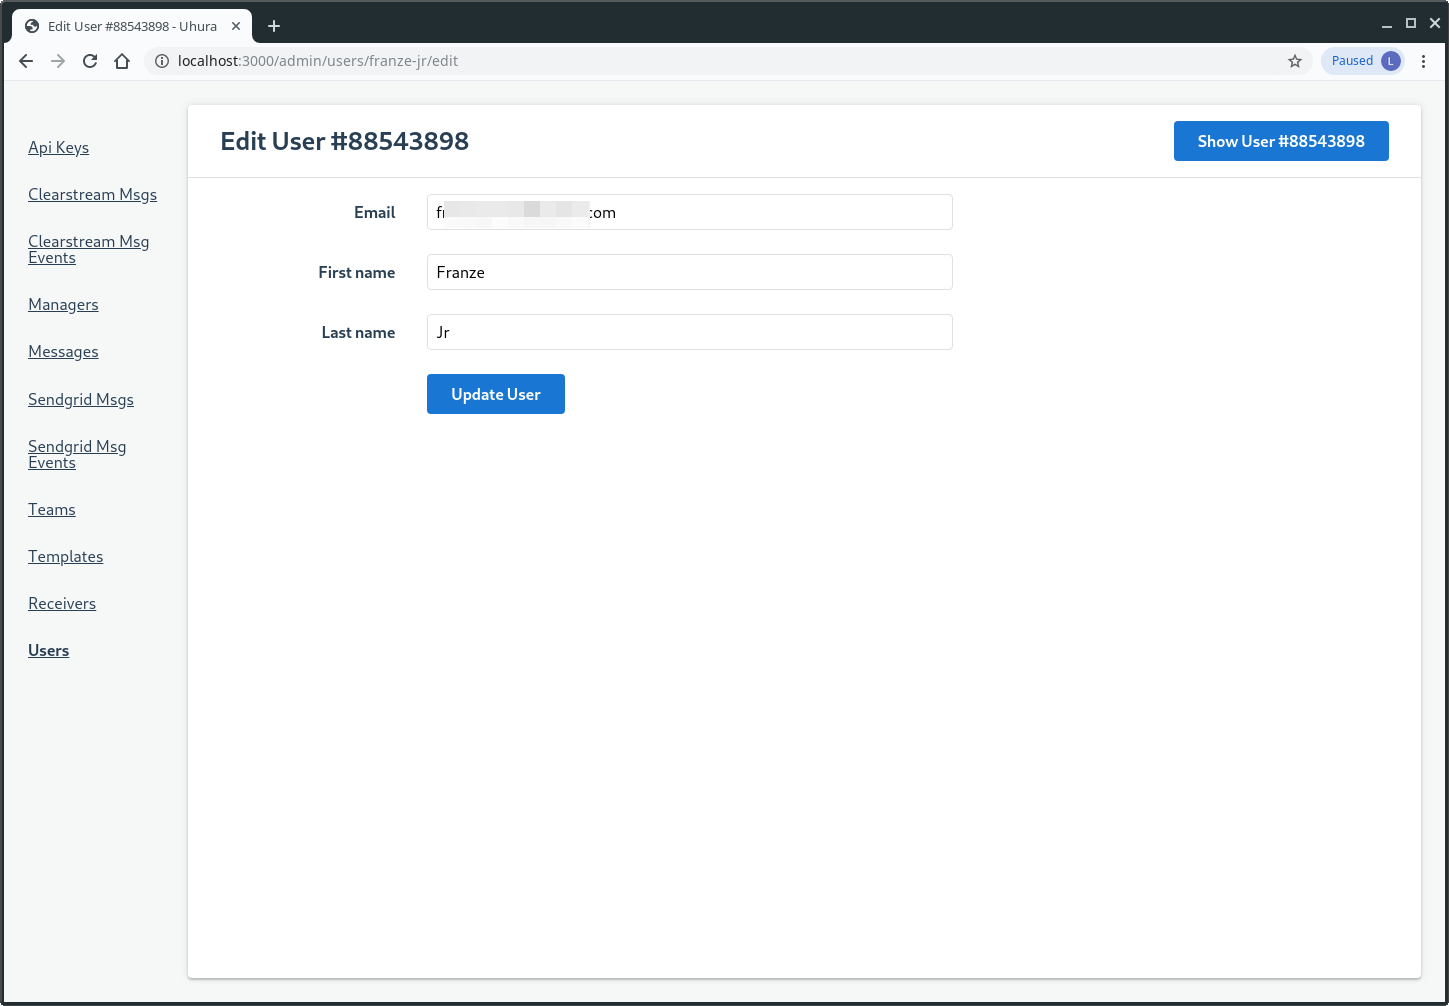 Edit User #88543898 - Uhura
localhost:3000/admin/users/franze-jr/edit
Paused
L
Api Keys
Clearstream Msgs
Clearstream Msg
Events
Managers
Messages
Sendgrid Msgs
Sendgrid Msg
Events
Teams
Templates
Receivers
Users
Edit User #88543898
Show User #88543898
Email
com
First name
Franze
Last name
Jr
Update User